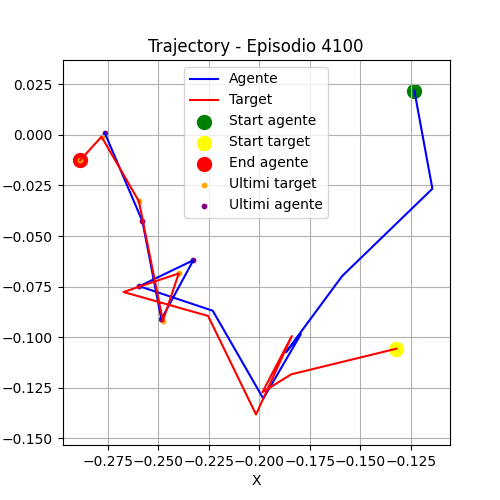 Trajectory - Episodio 4100
Agente
Target
Start agente
Start target
End agente
Ultimi target
Ultimi agente
0.025
0.000
−0.025
−0.050
−0.075
−0.100
−0.125
−0.150
−0.275 −0.250 −0.225 −0.200 −0.175 −0.150 −0.125
X